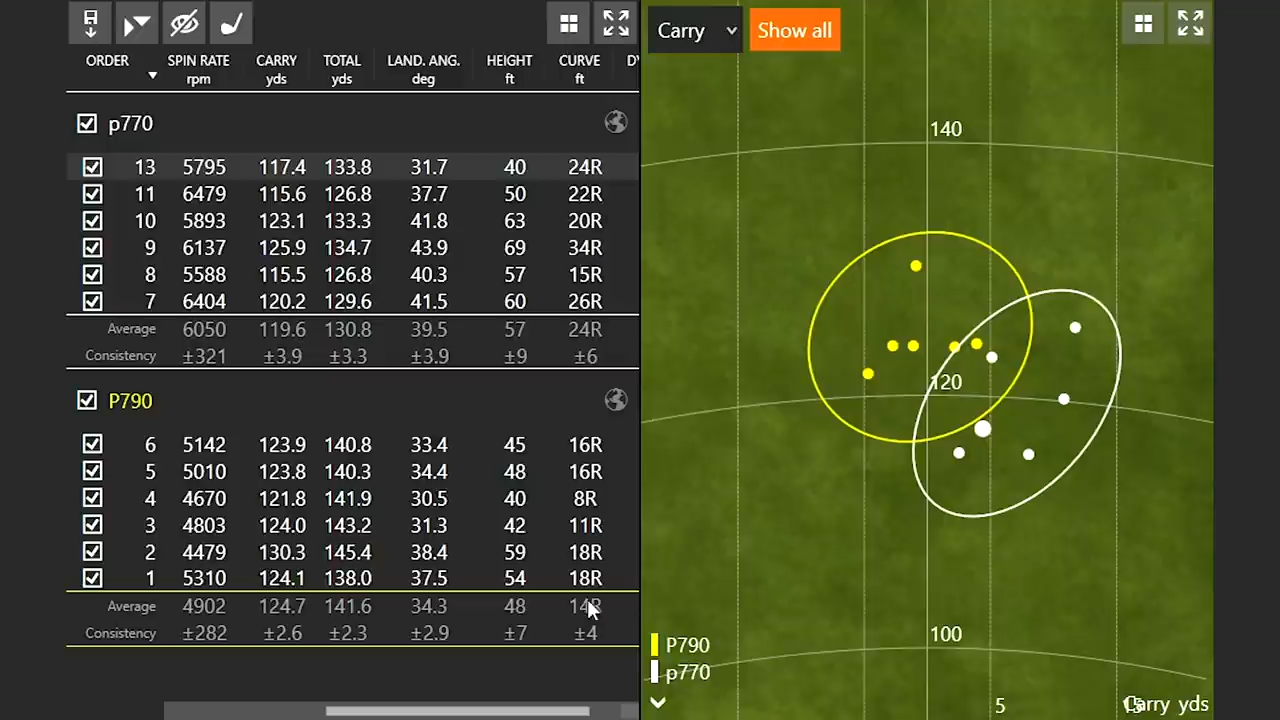 ORDER SPIN RATE CARRY TOTAL LAND. ANG. HEIGHT CURVE
rpm yds yds deg ft ft
p770
13 5795 117.4 133.8 31.7 40 24R
11 6479 115.6 126.8 37.7 50 22R
10 5893 123.1 133.3 41.8 63 20R
9 6137 125.9 134.7 43.9 69 34R
8 5588 115.5 126.8 40.3 57 15R
7 6404 120.2 129.6 41.5 60 26R
Average 6050 119.6 130.8 39.5 57 24R
Consistency ±321 ±3.9 ±3.3 ±3.9 ±9 ±6
P790
6 5142 123.9 140.8 33.4 45 16R
5 5010 123.8 140.3 34.4 48 16R
4 4670 121.8 141.9 30.5 40 8R
3 4803 124.0 143.2 31.3 42 11R
2 4479 130.3 145.4 38.4 59 18R
1 5310 124.1 138.0 37.5 54 18R
Average 4902 124.7 141.6 34.3 48 14R
Consistency ±282 ±2.6 ±2.3 ±2.9 ±7 ±4
Carry Show all
140
120
100
P790
p770
5 Carry yds